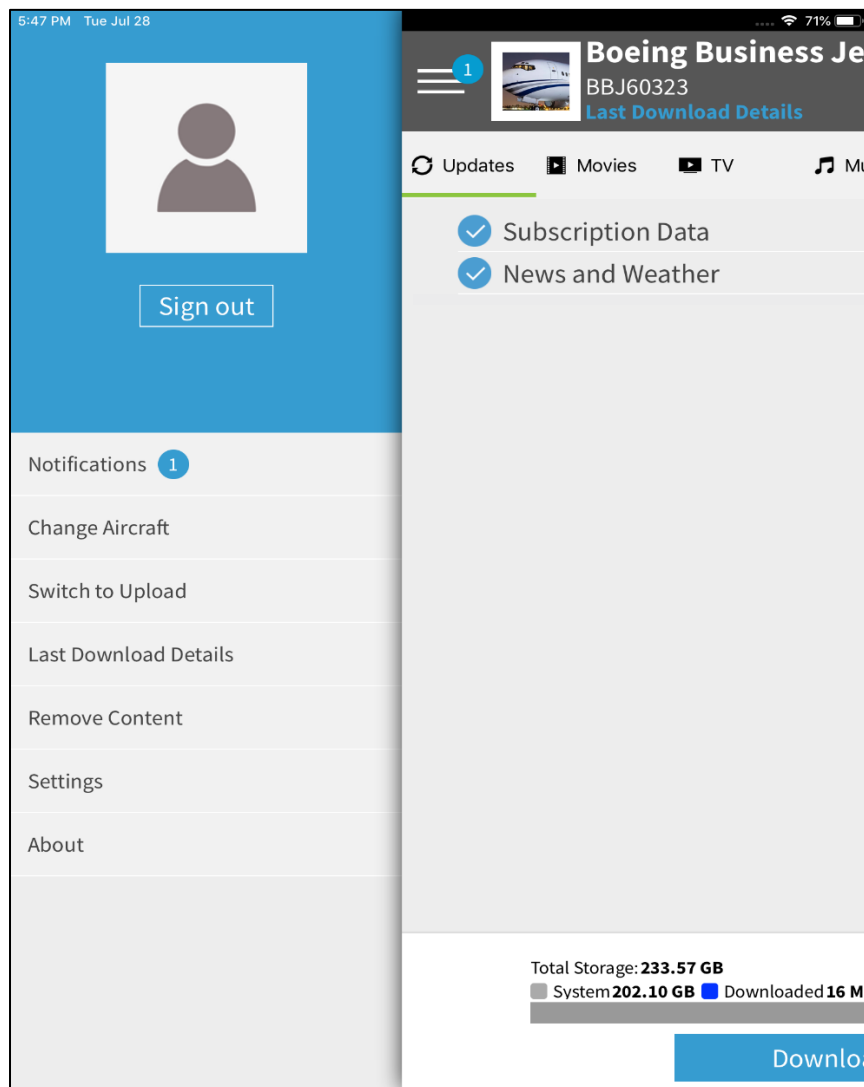 5:47 PM Tue Jul 28
Sign out
Notifications 1
Change Aircraft
Switch to Upload
Last Download Details
Remove Content
Settings
About
71%
1
Boeing Business Je
BBJ60323
Last Download Details
Updates Movies TV Mu
Subscription Data
News and Weather
Total Storage: 233.57 GB
System 202.10 GB Downloaded 16 M
Downloa